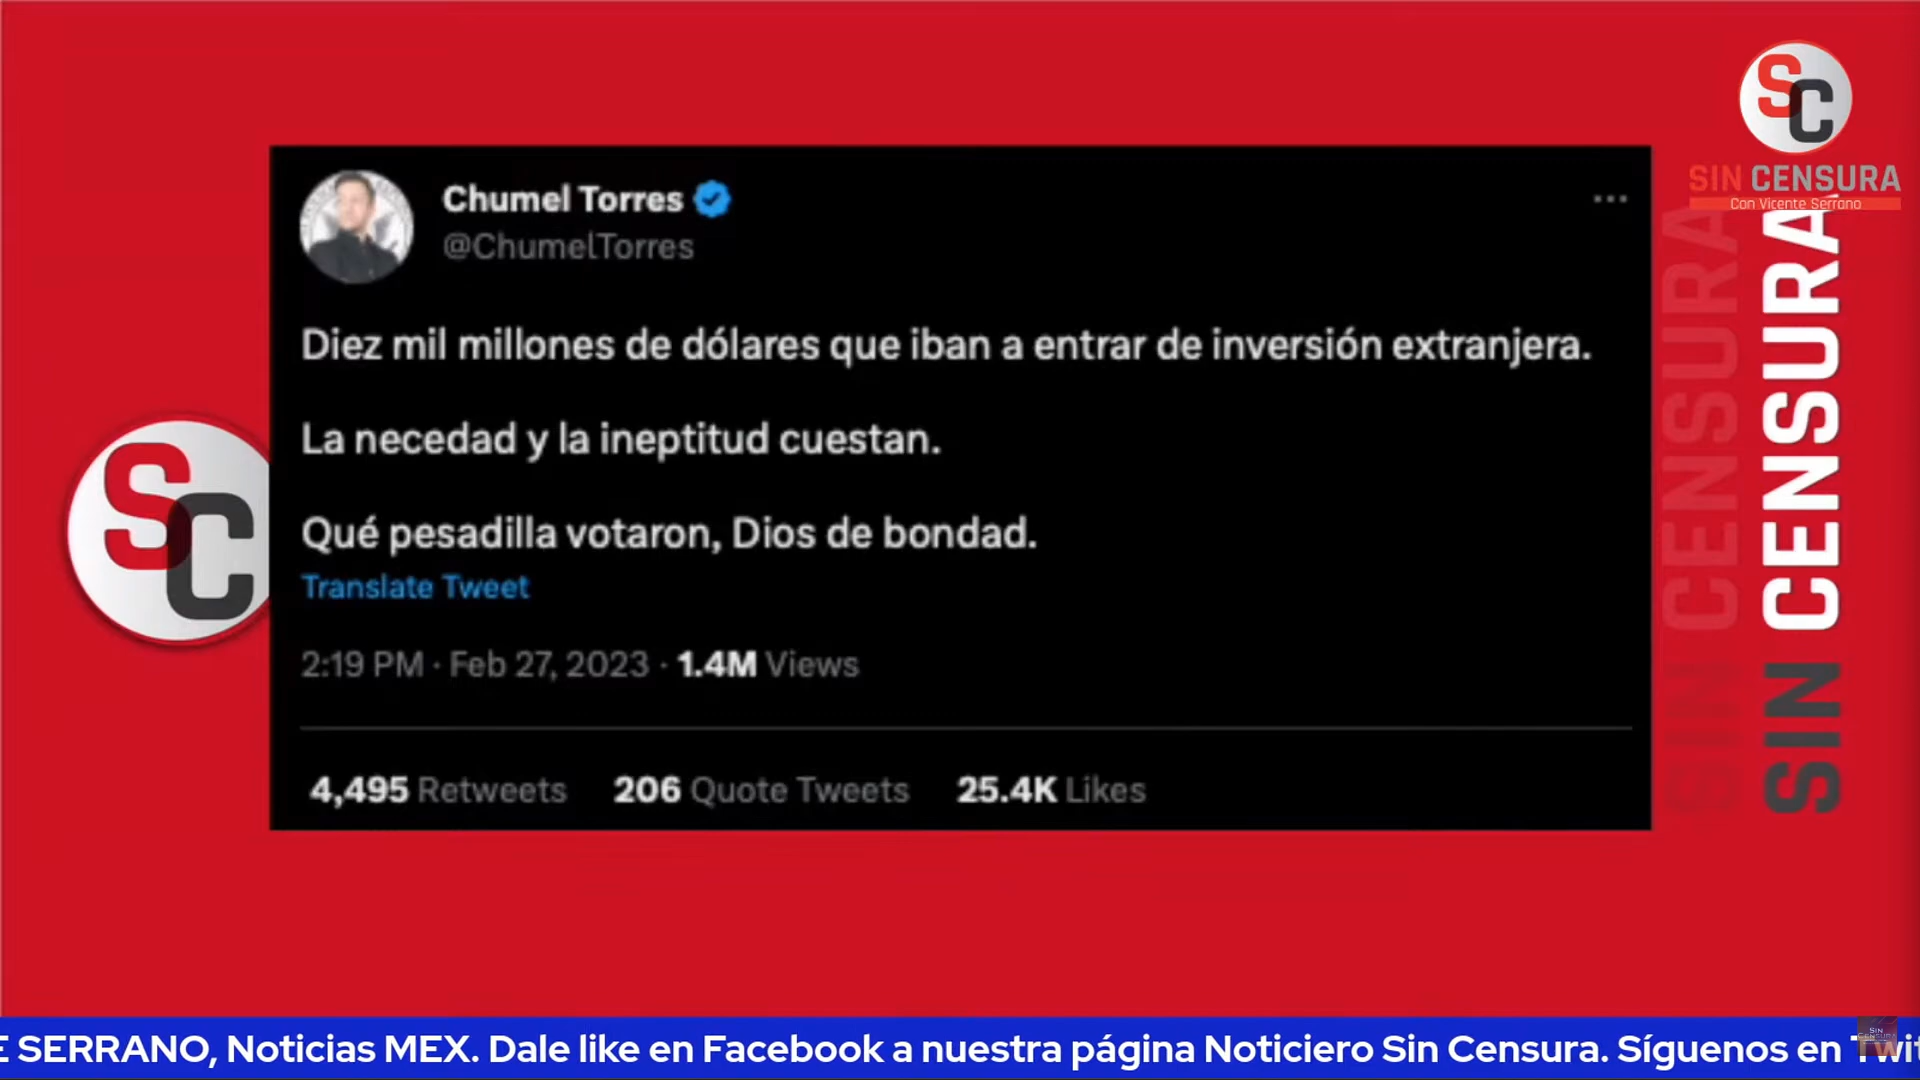 SC
SIN CENSURA
Con Vicente Serrano
Chumel Torres
@ChumelTorres
Diez mil millones de dólares que iban a entrar de inversión extranjera.
La necedad y la ineptitud cuestan.
Qué pesadilla votaron, Dios de bondad.
Translate Tweet
2:19 PM · Feb 27, 2023 · 1.4M Views
4,495 Retweets 206 Quote Tweets 25.4K Likes
SC
SIN CENSURA
SIN CENSURA
E SERRANO, Noticias MEX. Dale like en Facebook a nuestra página Noticiero Sin Censura. Síguenos en Twit